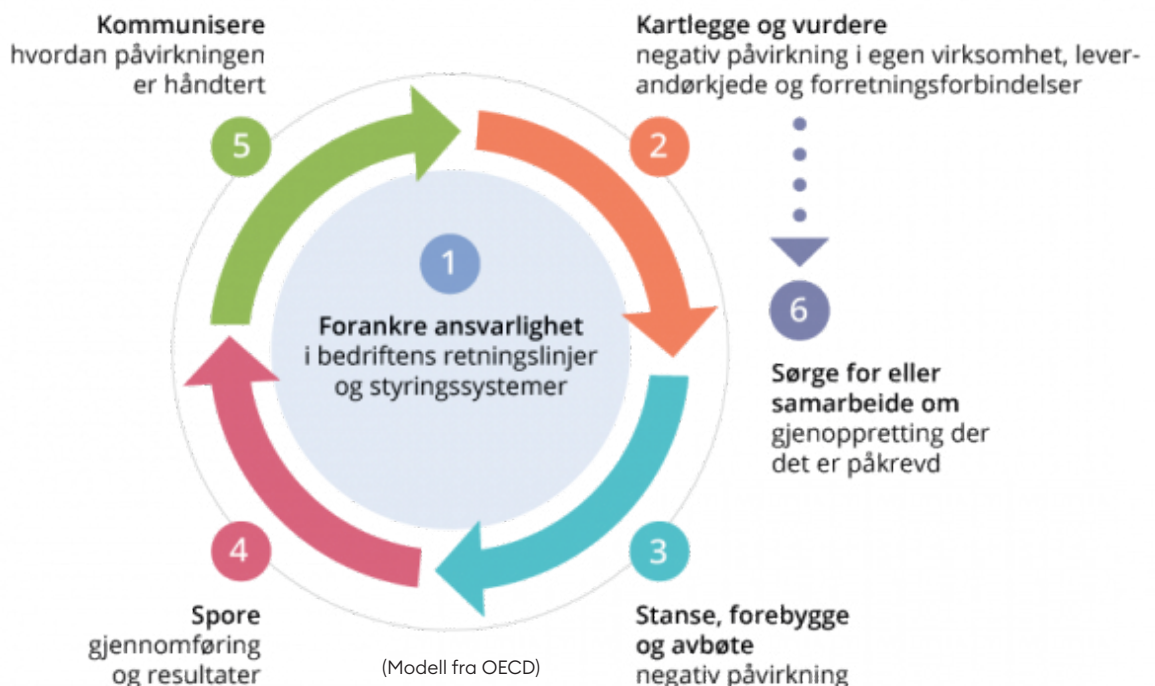 Kommunisere
hvordan påvirkningen
er håndtert
5
Kartlegge og vurdere
negativ påvirkning i egen virksomhet, lever-
andørkjede og forretningsforbindelser
2
1
Forankre ansvarlighet
i bedriftens retningslinjer
og styringssystemer
6
Sørge for eller
samarbeide om
gjenoppretting der
det er påkrevd
4
Spore
gjennomføring
og resultater
3
Stanse, forebygge
og avbøte
negativ påvirkning
(Modell fra OECD)